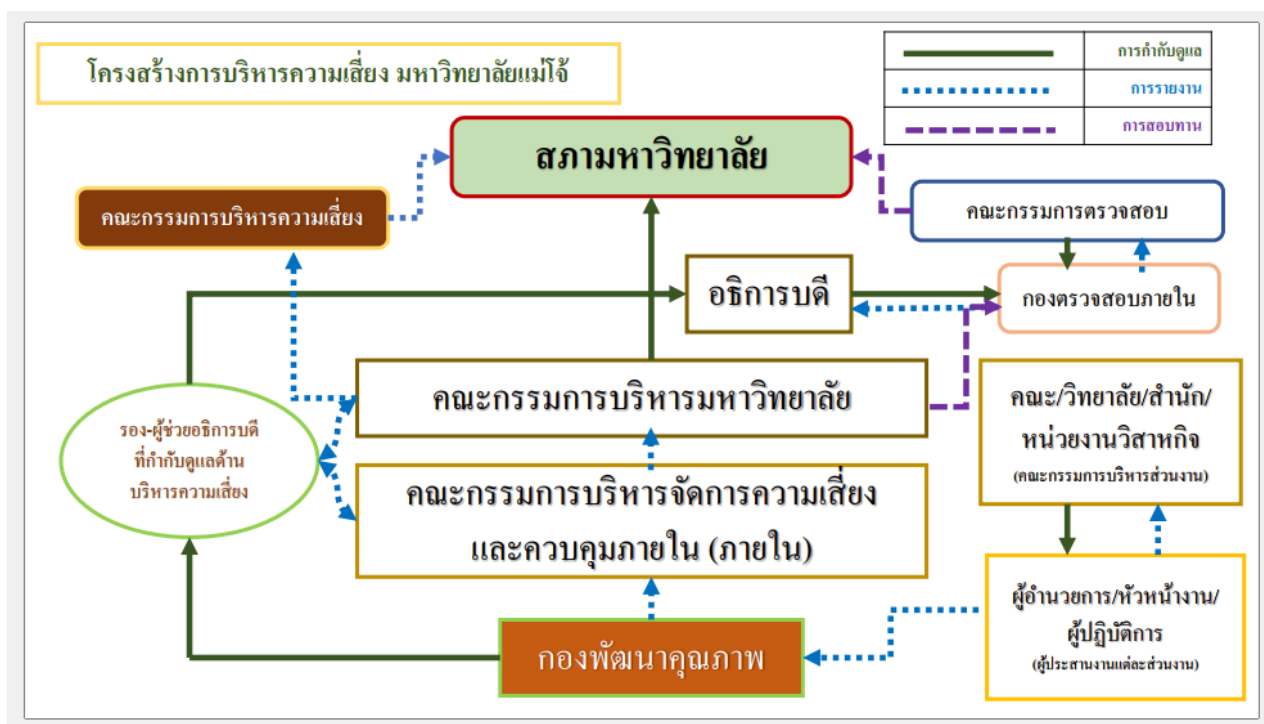 โครงสร้างการบริหารความเสี่ยง มหาวิทยาลัยแม่โจ้
การกำกับดูแล
การรายงาน
การสอบทาน
สภามหาวิทยาลัย
คณะกรรมการบริหารความเสี่ยง
คณะกรรมการตรวจสอบ
อธิการบดี
กองตรวจสอบภายใน
คณะกรรมการบริหารมหาวิทยาลัย
คณะ/วิทยาลัย/สำนัก/
หน่วยงานวิสาหกิจ
(คณะกรรมการบริหารส่วนงาน)
รอง-ผู้ช่วยอธิการบดี
ที่กำกับดูแลด้าน
บริหารความเสี่ยง
คณะกรรมการบริหารจัดการความเสี่ยง
และควบคุมภายใน (ภายใน)
ผู้อำนวยการ/หัวหน้างาน/
ผู้ปฏิบัติการ
(ผู้ประสานงานแต่ละส่วนงาน)
กองพัฒนาคุณภาพ